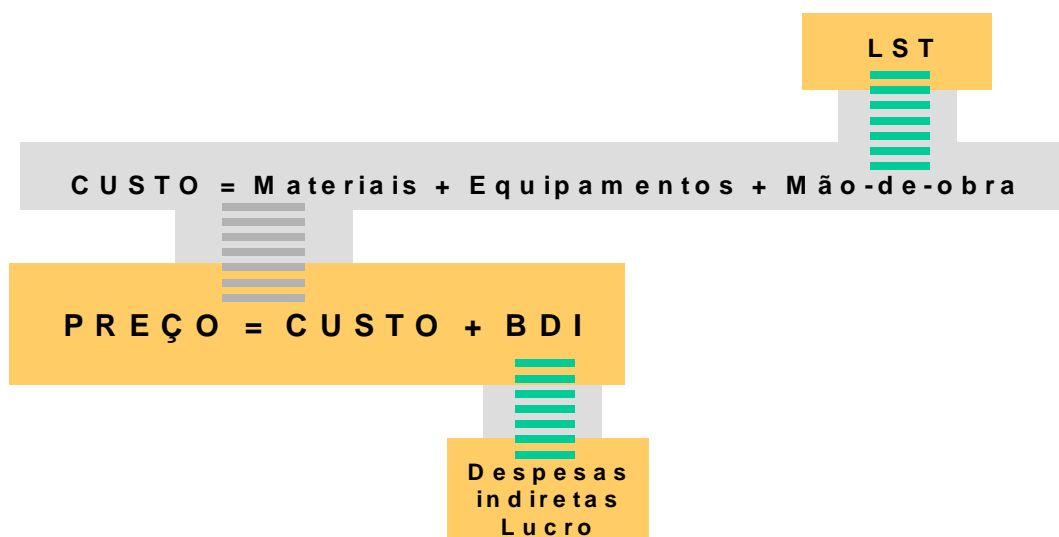 LST
CUSTO = Materiais + Equipamentos + Mão-de-obra
PREÇO = CUSTO + BDI
Despesas
indiretas
Lucro